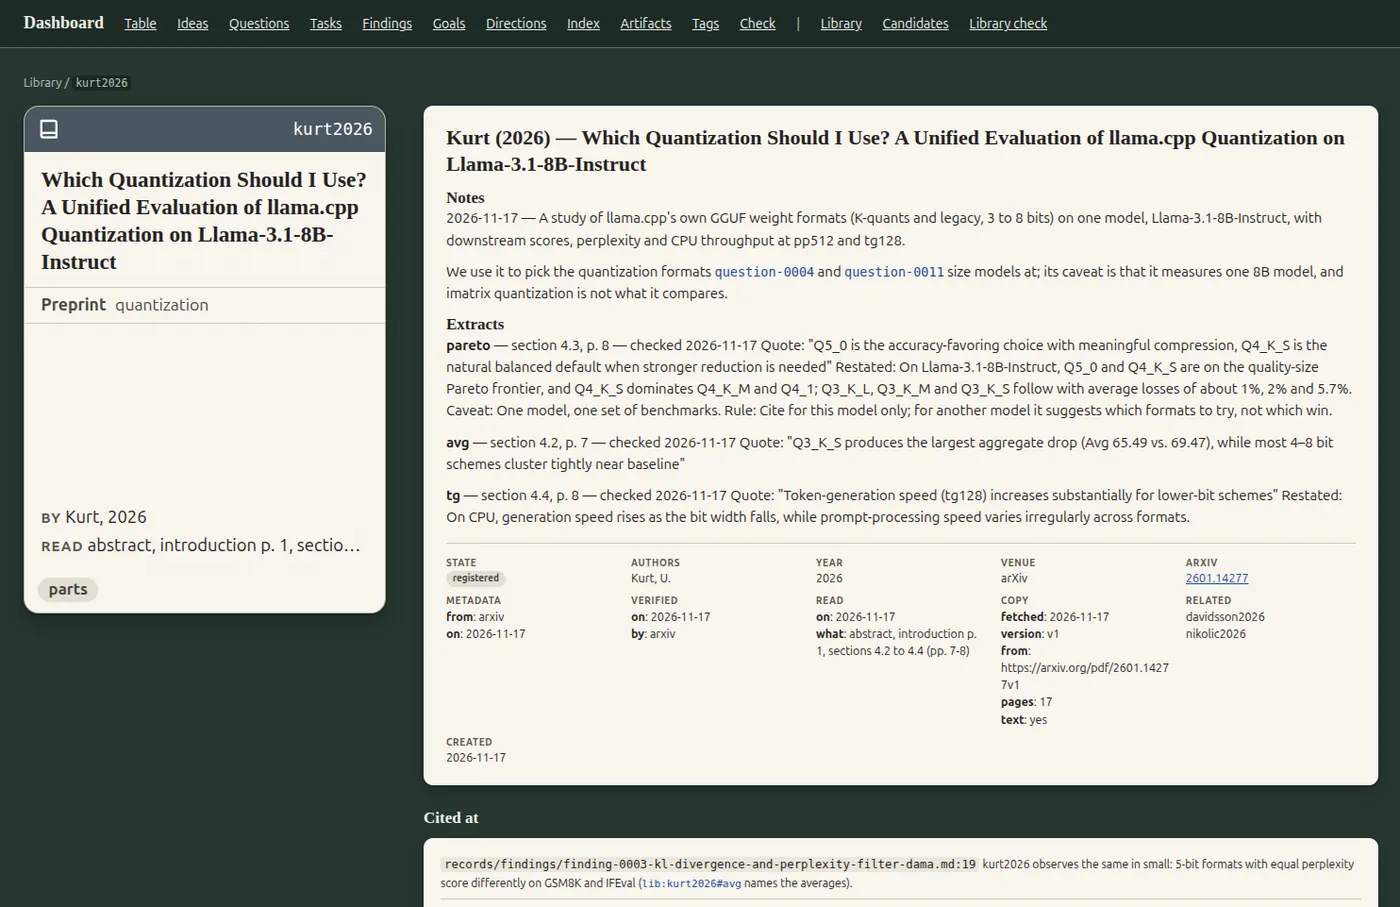 Dashboard Table Ideas Questions Tasks Findings Goals Directions Index Artifacts Tags Check | Library Candidates Library check
Library / kurt2026
kurt2026
Which Quantization Should I Use?
A Unified Evaluation of llama.cpp
Quantization on Llama-3.1-8B-
Instruct
Preprint quantization
BY Kurt, 2026
READ abstract, introduction p. 1, sectio…
parts
Kurt (2026) — Which Quantization Should I Use? A Unified Evaluation of llama.cpp Quantization on
Llama-3.1-8B-Instruct
Notes
2026-11-17 — A study of llama.cpp's own GGUF weight formats (K-quants and legacy, 3 to 8 bits) on one model, Llama-3.1-8B-Instruct, with
downstream scores, perplexity and CPU throughput at pp512 and tg128.
We use it to pick the quantization formats question-0004 and question-0011 size models at; its caveat is that it measures one 8B model, and
imatrix quantization is not what it compares.
Extracts
pareto — section 4.3, p. 8 — checked 2026-11-17 Quote: "Q5_0 is the accuracy-favoring choice with meaningful compression, Q4_K_S is the
natural balanced default when stronger reduction is needed" Restated: On Llama-3.1-8B-Instruct, Q5_0 and Q4_K_S are on the quality-size
Pareto frontier, and Q4_K_S dominates Q4_K_M and Q4_1; Q3_K_L, Q3_K_M and Q3_K_S follow with average losses of about 1%, 2% and 5.7%.
Caveat: One model, one set of benchmarks. Rule: Cite for this model only; for another model it suggests which formats to try, not which win.
avg — section 4.2, p. 7 — checked 2026-11-17 Quote: "Q3_K_S produces the largest aggregate drop (Avg 65.49 vs. 69.47), while most 4–8 bit
schemes cluster tightly near baseline"
tg — section 4.4, p. 8 — checked 2026-11-17 Quote: "Token-generation speed (tg128) increases substantially for lower-bit schemes" Restated:
On CPU, generation speed rises as the bit width falls, while prompt-processing speed varies irregularly across formats.
STATE AUTHORS YEAR VENUE ARXIV
registered Kurt, U. 2026 arXiv 2601.14277
METADATA VERIFIED READ COPY RELATED
from: arxiv on: 2026-11-17 on: 2026-11-17 fetched: 2026-11-17 davidsson2026
on: 2026-11-17 by: arxiv what: abstract, introduction p. version: v1 nikolic2026
1, sections 4.2 to 4.4 (pp. 7-8) from:
https://arxiv.org/pdf/2601.1427
7v1
pages: 17
text: yes
CREATED
2026-11-17
Cited at
records/findings/finding-0003-kl-divergence-and-perplexity-filter-dama.md:19 kurt2026 observes the same in small: 5-bit formats with equal perplexity
score differently on GSM8K and IFEval (lib:kurt2026#avg names the averages).